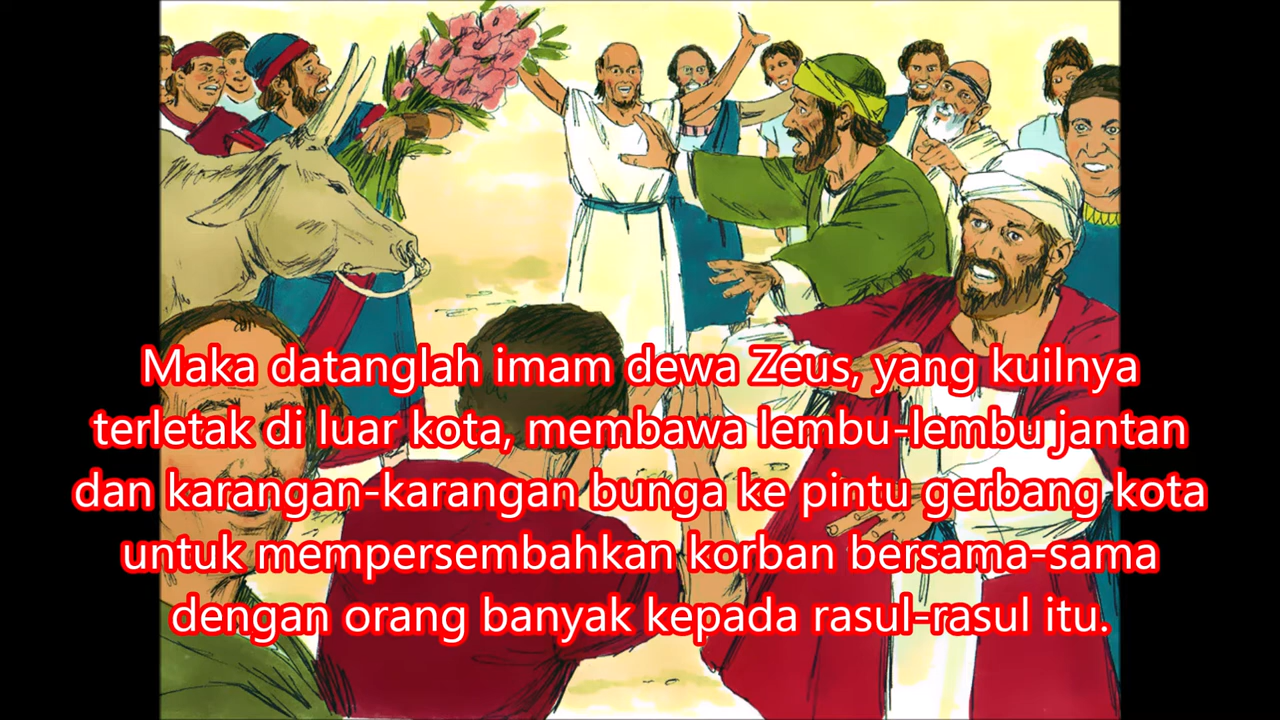 Maka datanglah imam dewa Zeus, yang kuilnya
terletak di luar kota, membawa lembu-lembu jantan
dan karangan-karangan bunga ke pintu gerbang kota
untuk mempersembahkan korban bersama-sama
dengan orang banyak kepada rasul-rasul itu.